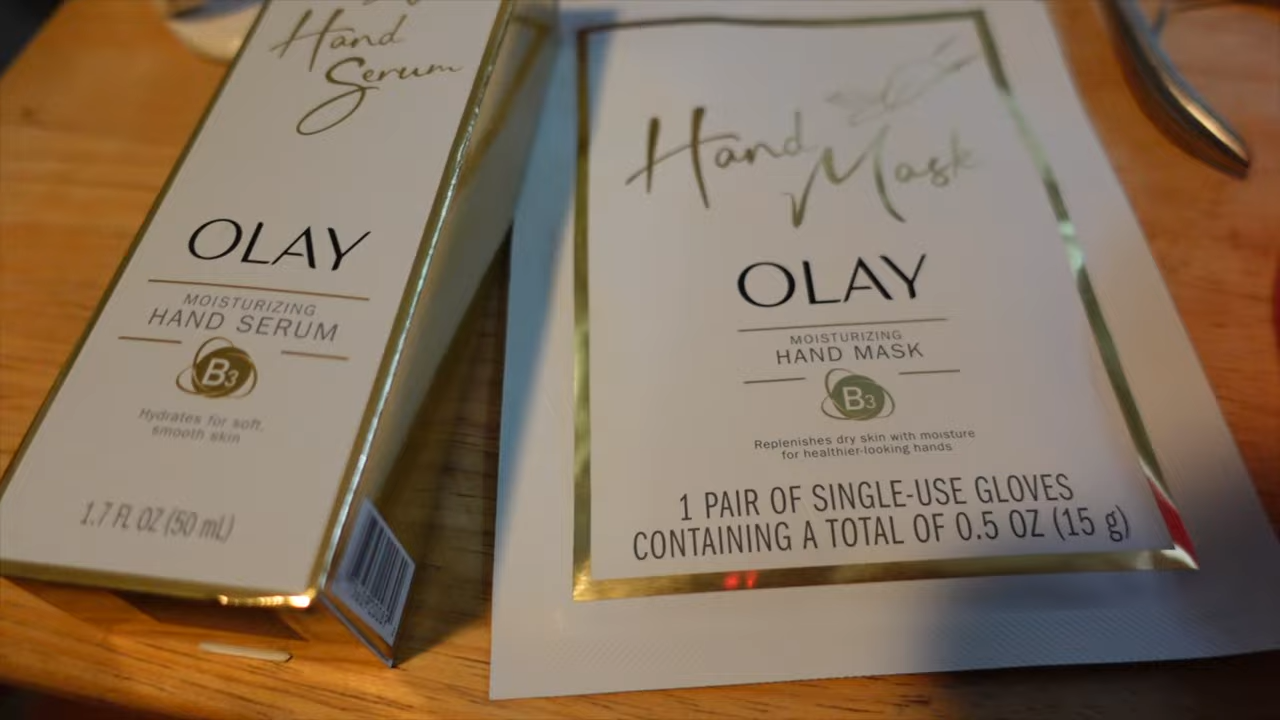 Hand
Serum
OLAY
MOISTURIZING
HAND SERUM
B3
Hydrates for soft,
smooth skin
1.7 FL OZ (50 mL)
Hand
Mask
OLAY
MOISTURIZING
HAND MASK
B3
Replenishes dry skin with moisture
for healthier-looking hands
1 PAIR OF SINGLE-USE GLOVES
CONTAINING A TOTAL OF 0.5 OZ (15 g)